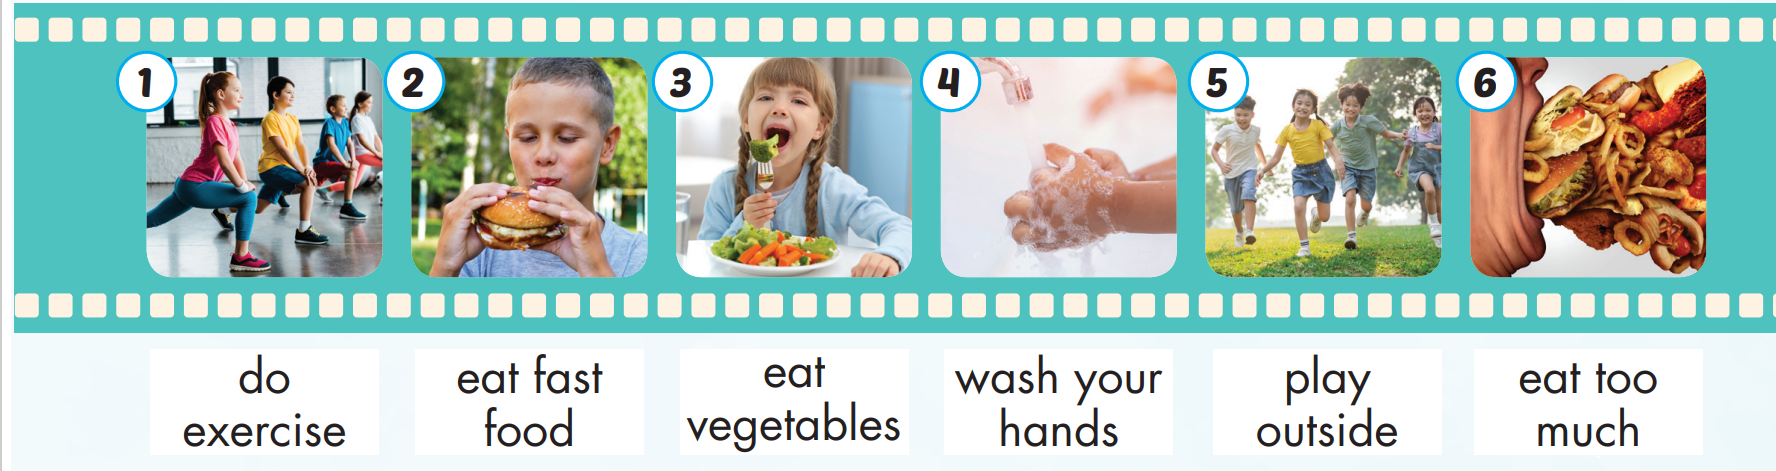 1
2
3
4
5
6
do
exercise
eat fast
food
eat
vegetables
wash your
hands
play
outside
eat too
much